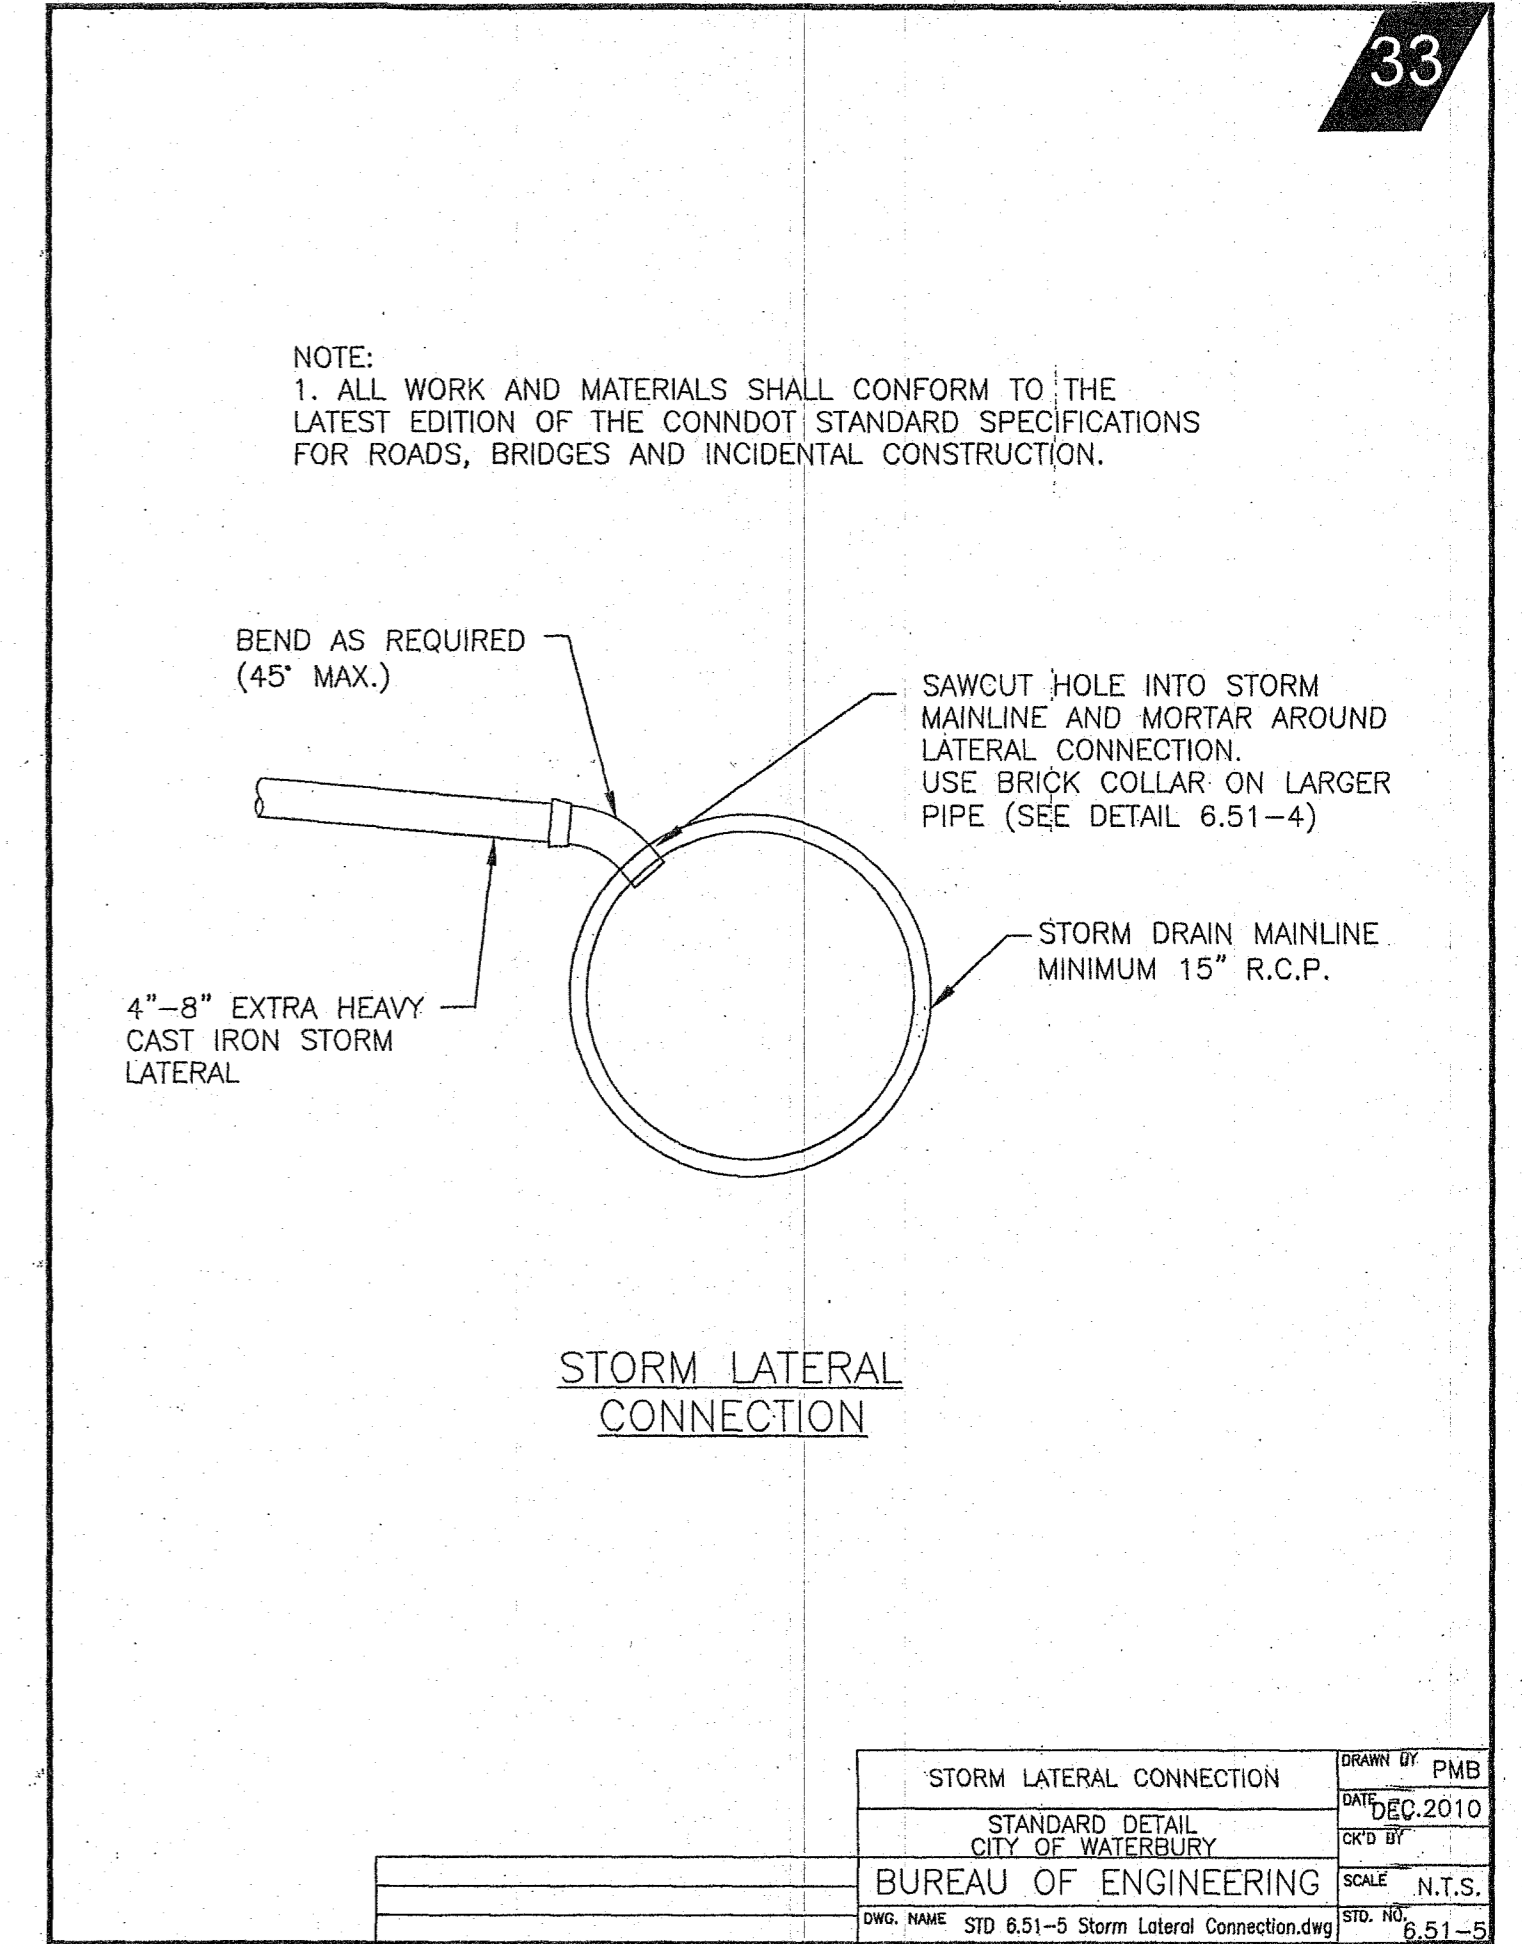 33
NOTE:
1. ALL WORK AND MATERIALS SHALL CONFORM TO THE
LATEST EDITION OF THE CONNDOT STANDARD SPECIFICATIONS
FOR ROADS, BRIDGES AND INCIDENTAL CONSTRUCTION.
BEND AS REQUIRED
(45° MAX.)
SAWCUT HOLE INTO STORM
MAINLINE AND MORTAR AROUND
LATERAL CONNECTION.
USE BRICK COLLAR ON LARGER
PIPE (SEE DETAIL 6.51-4)
STORM DRAIN MAINLINE
MINIMUM 15" R.C.P.
4"-8" EXTRA HEAVY
CAST IRON STORM
LATERAL
STORM LATERAL
CONNECTION
STORM LATERAL CONNECTION
STANDARD DETAIL
CITY OF WATERBURY
BUREAU OF ENGINEERING
DWG. NAME STD 6.51-5 Storm Lateral Connection.dwg
DRAWN BY PMB
DATE DEC.2010
CK'D BY
SCALE N.T.S.
STD. NO. 6.51-5